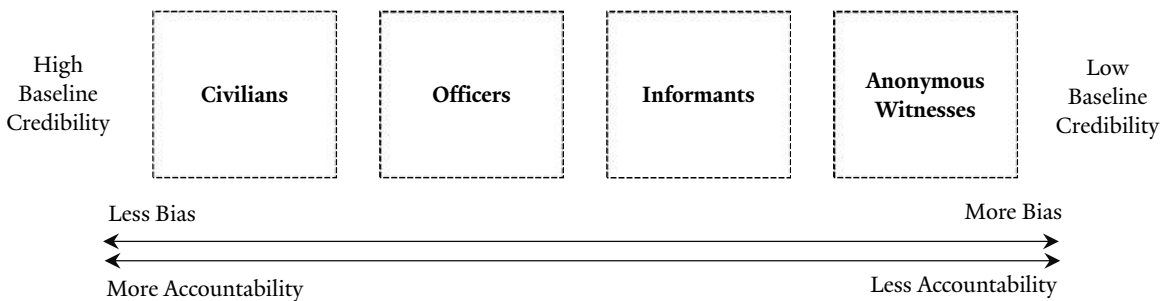 High
Baseline
Credibility
Civilians
Officers
Informants
Anonymous
Witnesses
Low
Baseline
Credibility
Less Bias
More Bias
More Accountability
Less Accountability